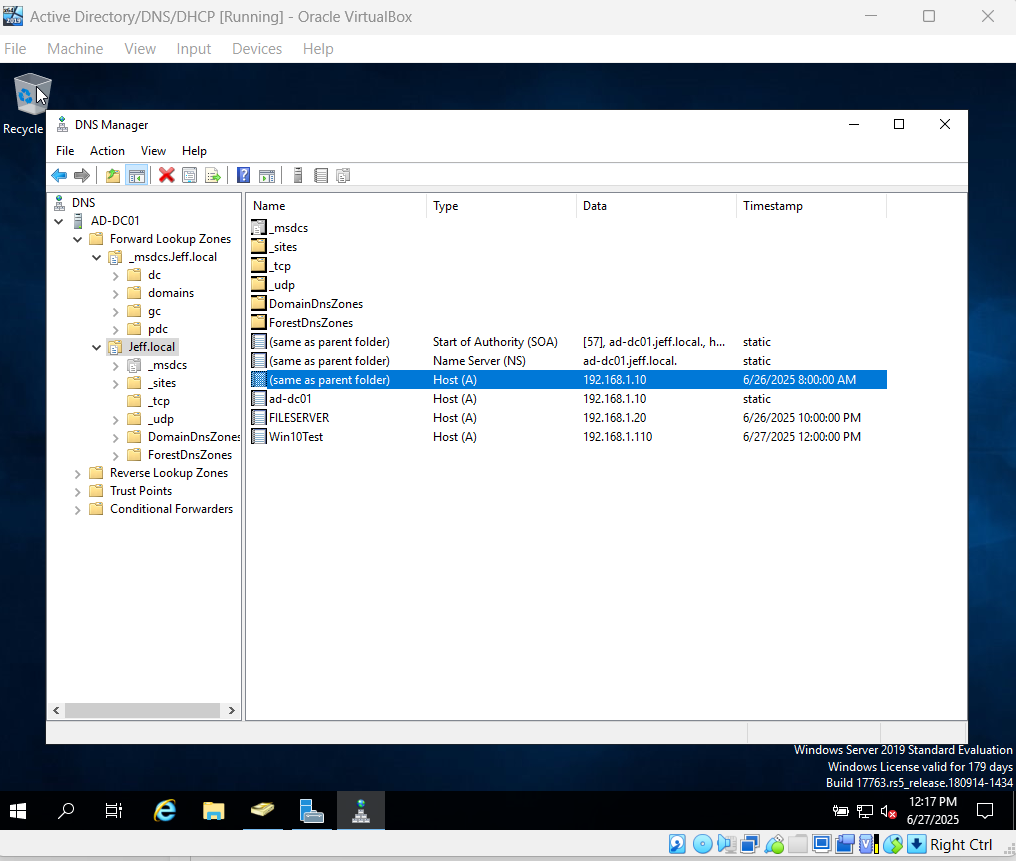 Active Directory/DNS/DHCP [Running] - Oracle VirtualBox
File Machine View Input Devices Help
Recycle
DNS Manager
File Action View Help
DNS
AD-DC01
Forward Lookup Zones
_msdcs.Jeff.local
dc
domains
gc
pdc
Jeff.local
_msdcs
_sites
_tcp
_udp
DomainDnsZones
ForestDnsZones
Reverse Lookup Zones
Trust Points
Conditional Forwarders
Name Type Data Timestamp
_msdcs
_sites
_tcp
_udp
DomainDnsZones
ForestDnsZones
(same as parent folder) Start of Authority (SOA) [57], ad-dc01.jeff.local., h... static
(same as parent folder) Name Server (NS) ad-dc01.jeff.local. static
(same as parent folder) Host (A) 192.168.1.10 6/26/2025 8:00:00 AM
ad-dc01 Host (A) 192.168.1.10 static
FILESERVER Host (A) 192.168.1.20 6/26/2025 10:00:00 PM
Win10Test Host (A) 192.168.1.110 6/27/2025 12:00:00 PM
Windows Server 2019 Standard Evaluation
Windows License valid for 179 days
Build 17763.rs5_release.180914-1434
12:17 PM
6/27/2025
Right Ctrl